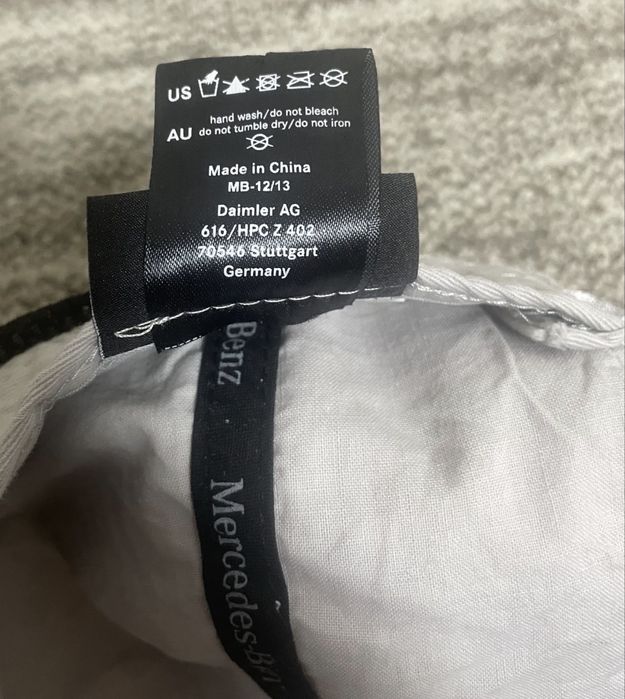 US
hand wash/do not bleach
AU do not tumble dry/do not iron
Made in China
MB-12/13
Daimler AG
616/HPC Z 402
70546 Stuttgart
Germany
Benz
Mercedes-Be